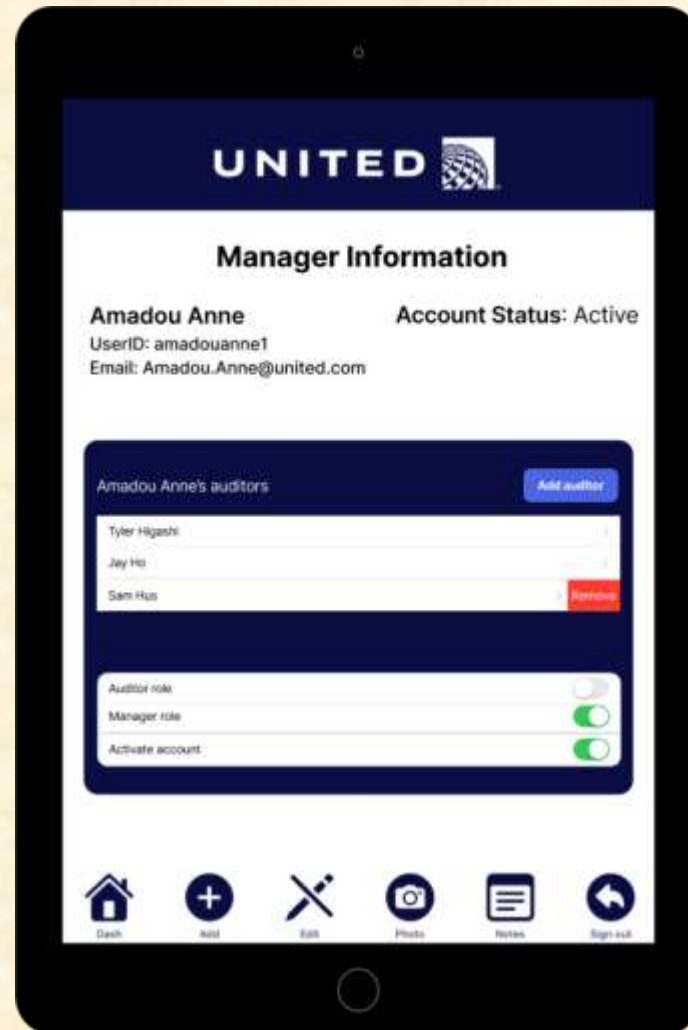 UNITED
Manager Information
Amadou Anne
Account Status: Active
UserID: amadouanne1
Email: Amadou.Anne@united.com
Amadou Anne's auditors
Add auditor
Tyler Higashi
Jay Ho
Sam Hus
Remove
Auditor role
Manager role
Activate account
Dash
Add
Edit
Photo
Notes
Sign out